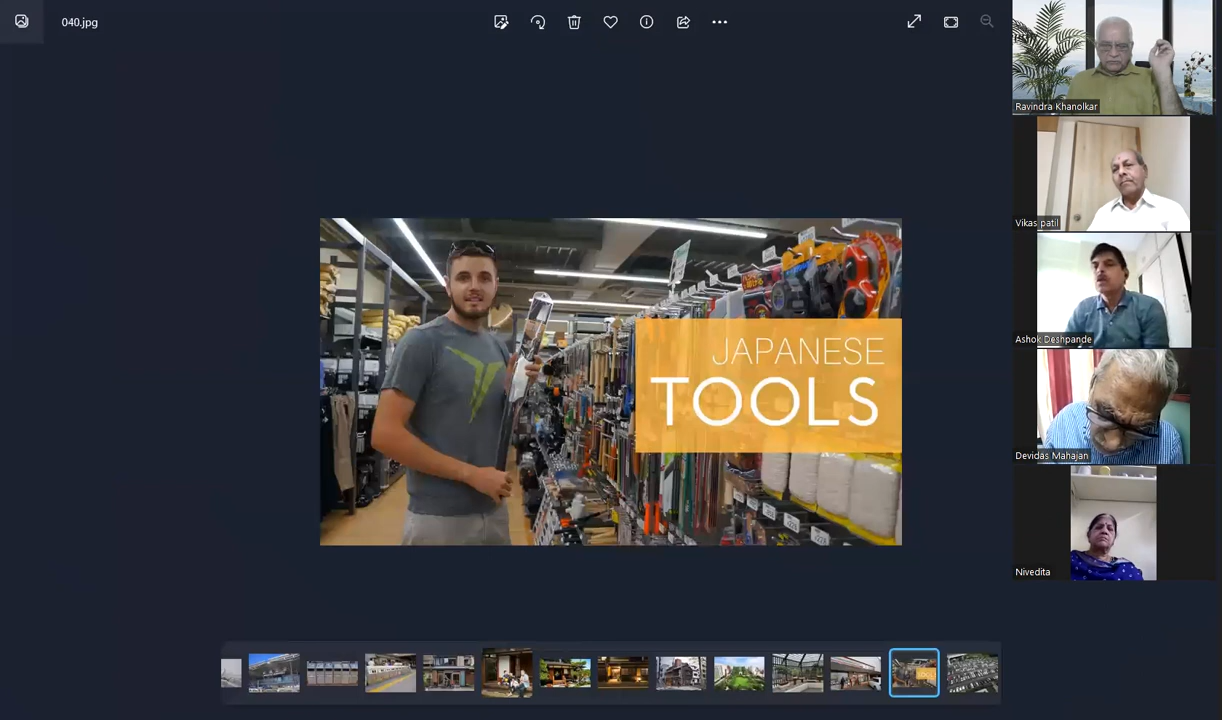 040.jpg
Ravindra Khanolkar
Vikas patil
Ashok Deshpande
Devidas Mahajan
Nivedita
JAPANESE
TOOLS